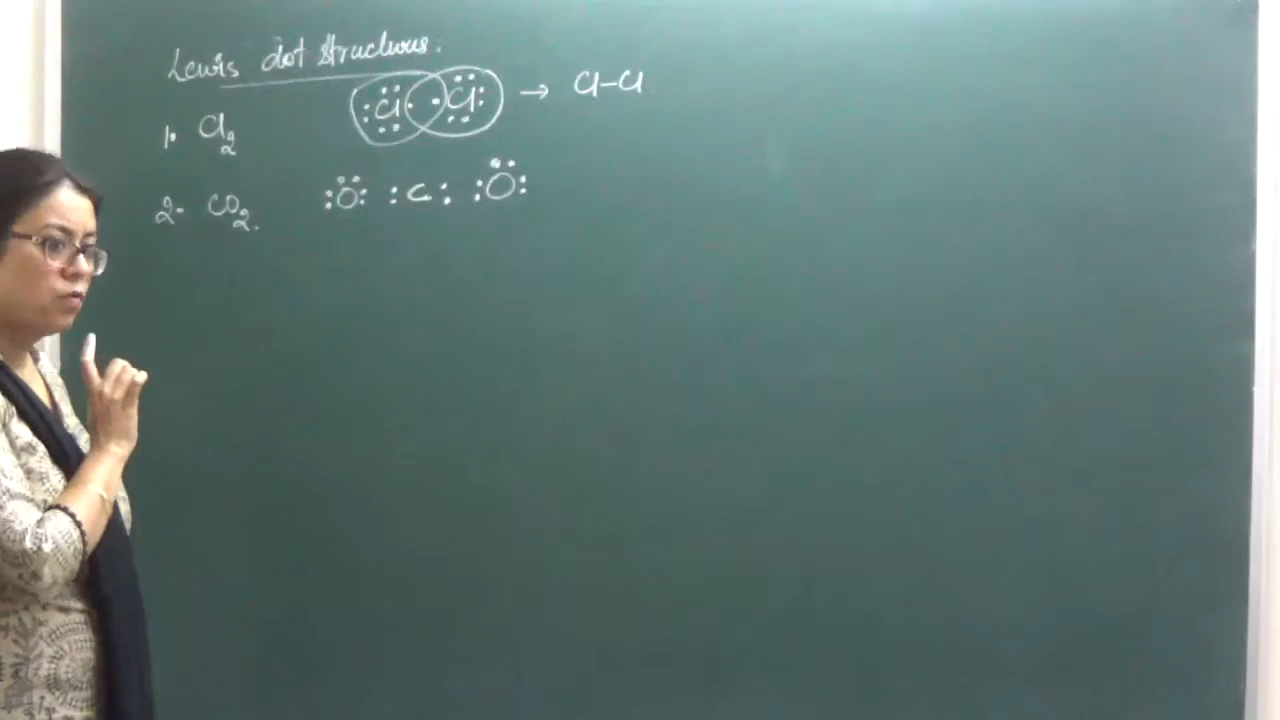 Lewis dot structures:
1. Cl2 :Cl· ·Cl: → Cl-Cl
2. CO2. :O: :C: :O: